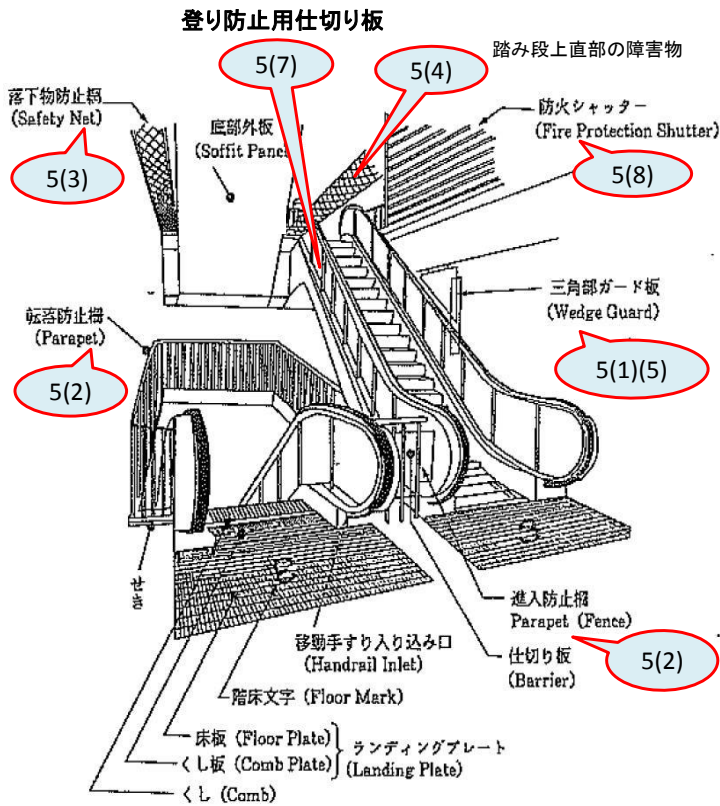 登り防止用仕切り板
5(7)
5(4)
踏み段上直部の障害物
落下物防止網
(Safety Net)
5(3)
底部外板
(Soffit Pane
防火シャッター
(Fire Protection Shutter)
5(8)
三角部ガード板
(Wedge Guard)
5(1)(5)
転落防止柵
(Parapet)
5(2)
せき
進入防止柵
Parapet (Fence)
5(2)
仕切り板
(Barrier)
移動手すり入り込み口
(Handrail Inlet)
階床文字 (Floor Mark)
床板 (Floor Plate)
くし板 (Comb Plate)
ランディングプレート
(Landing Plate)
くし (Comb)